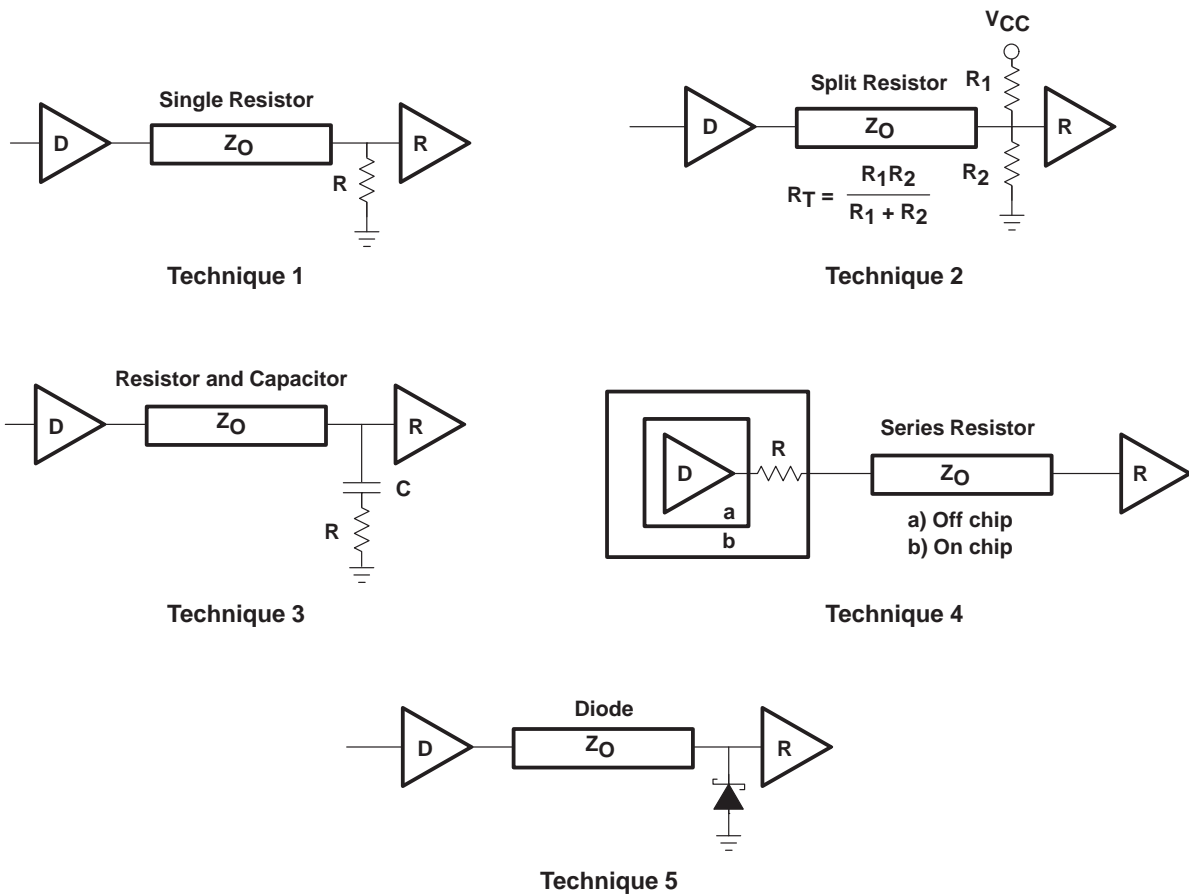 Single Resistor
D
ZO
R
R
Technique 1
VCC
R1
Split Resistor
D
ZO
R
R2
RT = R1R2 / R1 + R2
Technique 2
Resistor and Capacitor
D
ZO
R
C
R
Technique 3
Series Resistor
R
D
ZO
R
a
b
a) Off chip
b) On chip
Technique 4
Diode
D
ZO
R
Technique 5